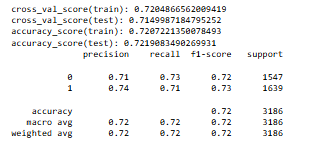 cross_val_score(train): 0.7204866562009419
cross_val_score(test): 0.7149987184795252
accuracy_score(train): 0.7207221350078493
accuracy_score(test): 0.7219083490269931
precision recall f1-score support
0 0.71 0.73 0.72 1547
1 0.74 0.71 0.73 1639
accuracy 0.72 3186
macro avg 0.72 0.72 0.72 3186
weighted avg 0.72 0.72 0.72 3186